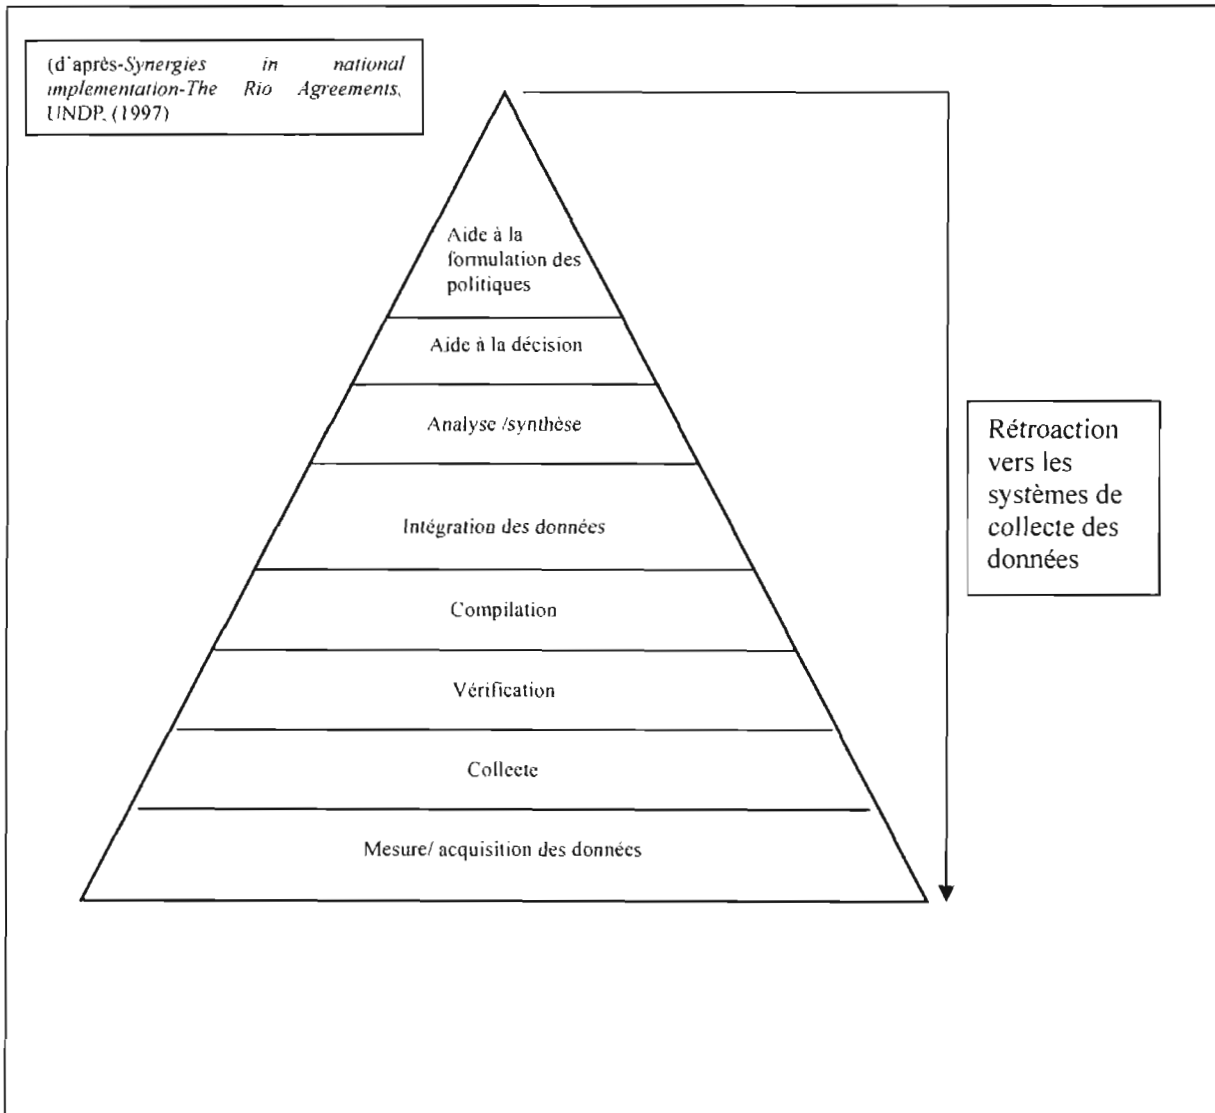 (d'après-Synergies in national
implementation-The Rio Agreements,
UNDP, (1997)
Aide à la
formulation des
politiques
Aide à la décision
Analyse /synthèse
Intégration des données
Compilation
Vérification
Collecte
Mesure/ acquisition des données
Rétroaction
vers les
systèmes de
collecte des
données